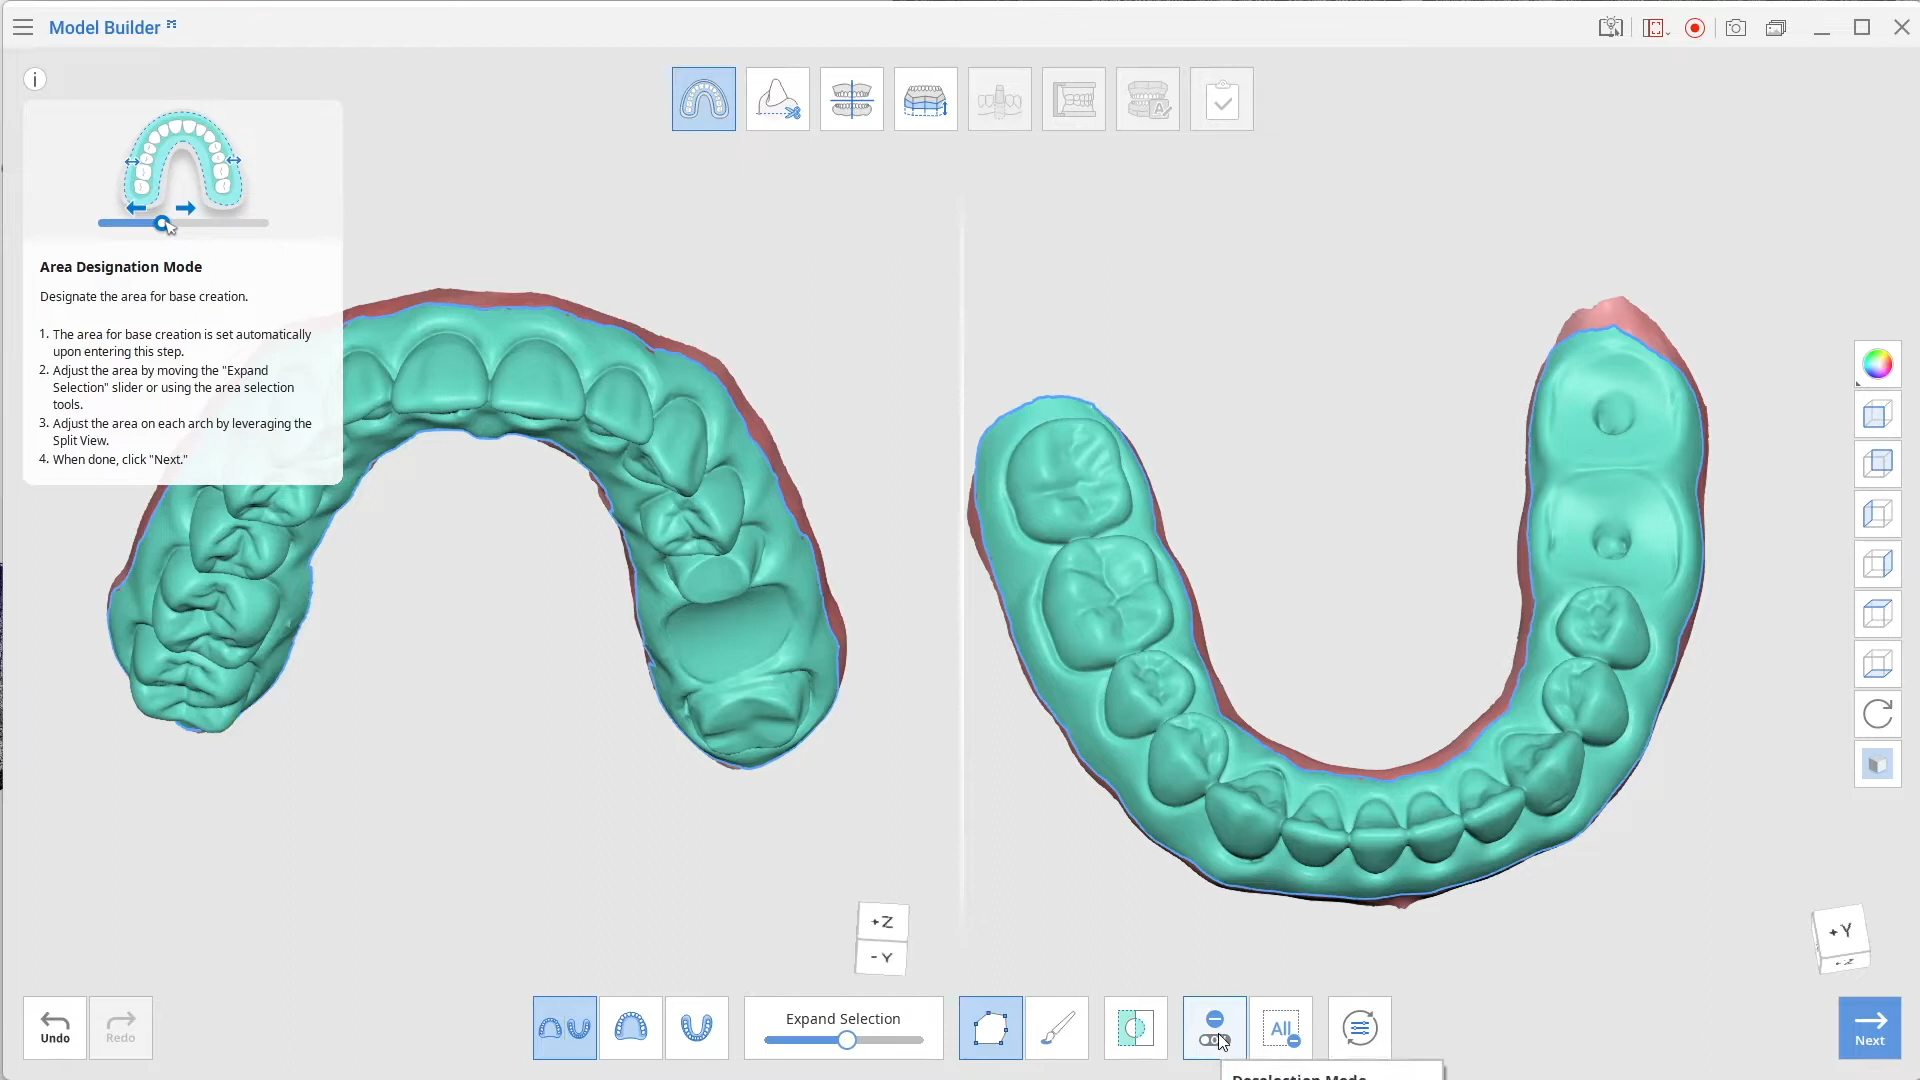 Model Builder
Area Designation Mode
Designate the area for base creation.
1. The area for base creation is set automatically
upon entering this step.
2. Adjust the area by moving the "Expand
Selection" slider or using the area selection
tools.
3. Adjust the area on each arch by leveraging the
Split View.
4. When done, click "Next."
+Z
-Y
+Y
-Z
Undo
Redo
Expand Selection
All
Next
Deselection Mode